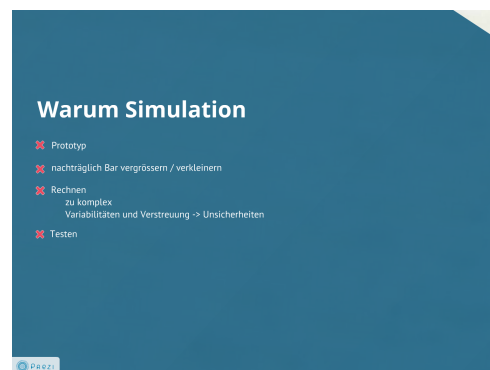 Warum Simulation
Prototyp
nachträglich Bar vergrössern / verkleinern
Rechnen
zu komplex
Variabilitäten und Verstreuung -> Unsicherheiten
Testen
Prezi